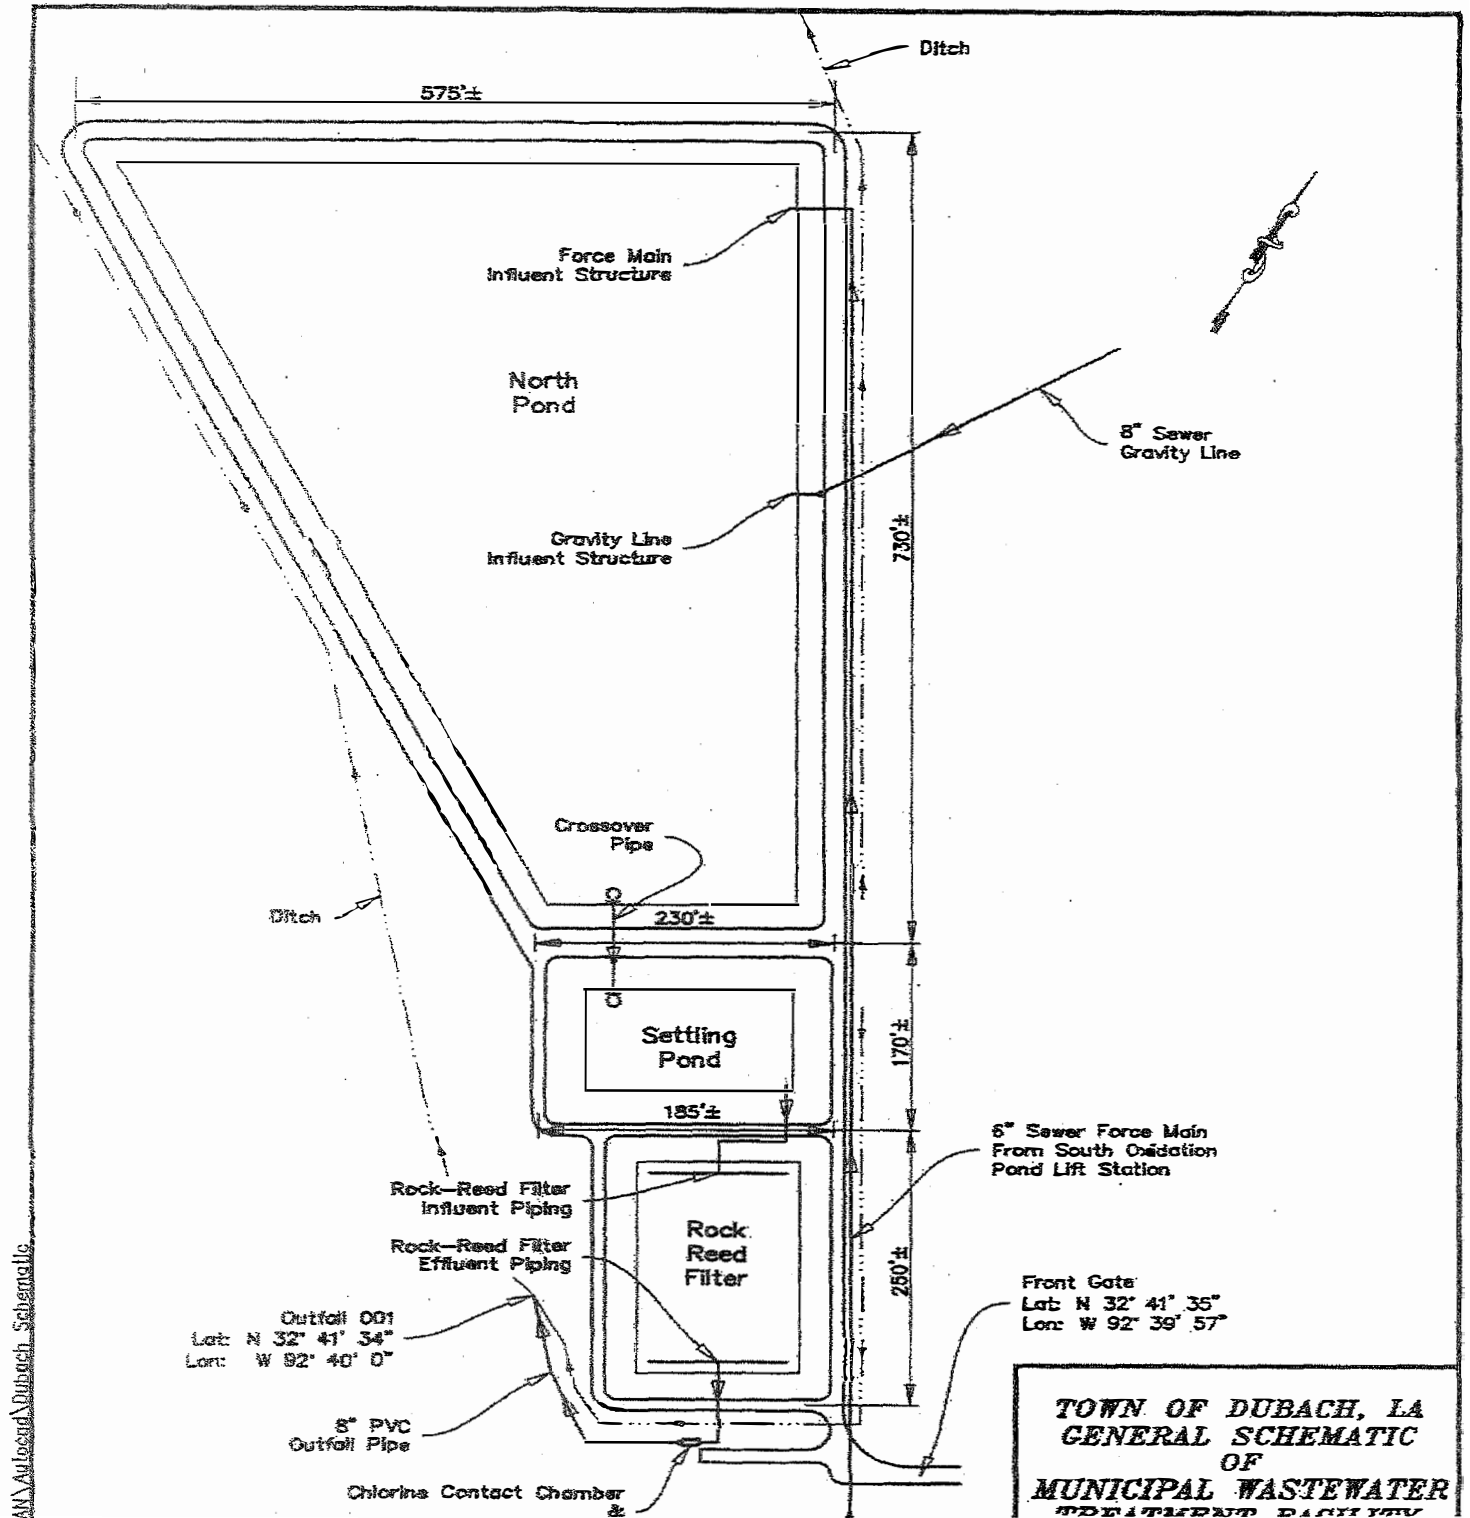 Ditch
575'±
Force Main
Influent Structure
North
Pond
8" Sewer
Gravity Line
Gravity Line
Influent Structure
730'±
Crossover
Pipe
Ditch
230'±
Settling
Pond
170'±
185'±
6" Sewer Force Main
From South Oxidation
Pond Lift Station
Rock-Reed Filter
Influent Piping
Rock
Reed
Filter
Rock-Reed Filter
Effluent Piping
250'±
Front Gate
Lat: N 32° 41' 35"
Lon: W 92° 39' 57"
Outfall 001
Lat: N 32° 41' 34"
Lon: W 92° 40' 0"
8" PVC
Outfall Pipe
Chlorine Contact Chamber
&
TOWN OF DUBACH, LA
GENERAL SCHEMATIC
OF
MUNICIPAL WASTEWATER
TREATMENT FACILITY
AN\Autocad\Dubach Schematic